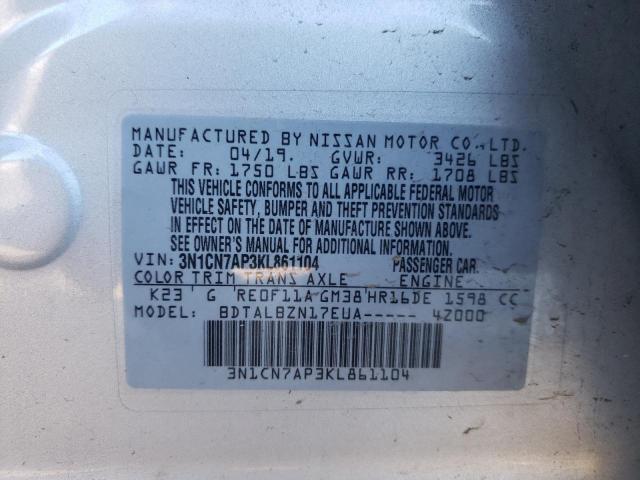 MANUFACTURED BY NISSAN MOTOR CO., LTD.
DATE: 04/19. GVWR: 3426 LBS
GAWR FR: 1750 LBS GAWR RR: 1708 LBS
THIS VEHICLE CONFORMS TO ALL APPLICABLE FEDERAL MOTOR
VEHICLE SAFETY, BUMPER AND THEFT PREVENTION STANDARDS
IN EFFECT ON THE DATE OF MANUFACTURE SHOWN ABOVE.
SEE OWNER'S MANUAL FOR ADDITIONAL INFORMATION.
VIN: 3N1CN7AP3KL861104 PASSENGER CAR.
COLOR TRIM TRANS AXLE ENGINE
K23 G RE0F11A GM38 HR16DE 1598 CC
MODEL: BDTALBZN17EUA----- 4Z000
3N1CN7AP3KL861104